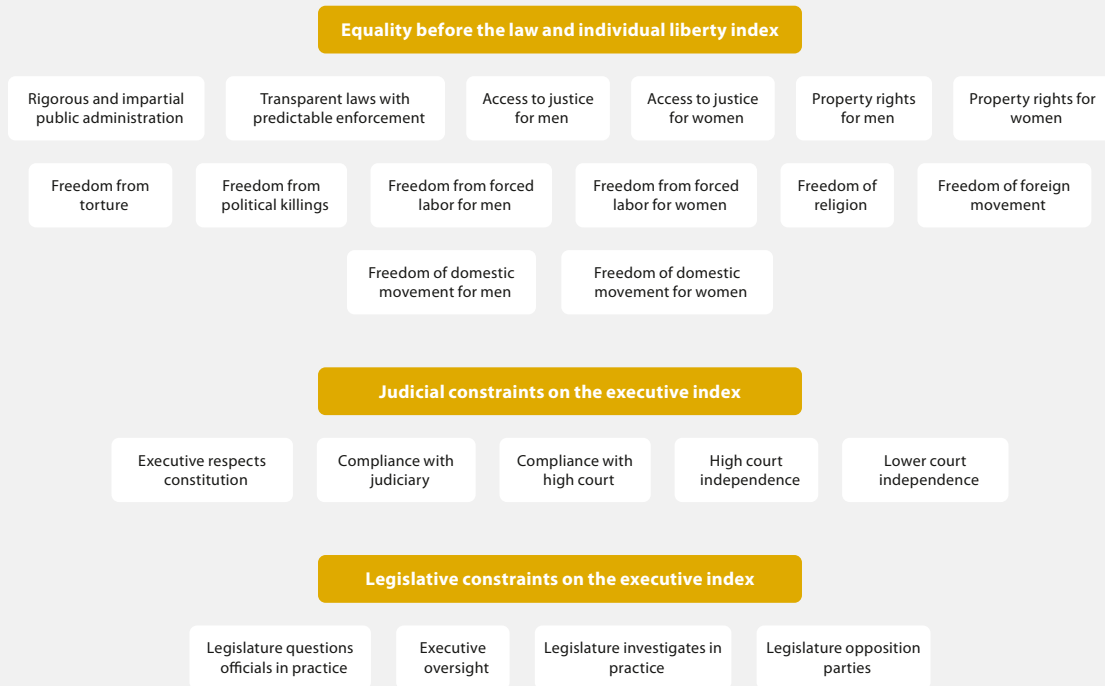 Equality before the law and individual liberty index
Rigorous and impartial
public administration
Transparent laws with
predictable enforcement
Access to justice
for men
Access to justice
for women
Property rights
for men
Property rights for
women
Freedom from
torture
Freedom from
political killings
Freedom from forced
labor for men
Freedom from forced
labor for women
Freedom of
religion
Freedom of foreign
movement
Freedom of domestic
movement for men
Freedom of domestic
movement for women
Judicial constraints on the executive index
Executive respects
constitution
Compliance with
judiciary
Compliance with
high court
High court
independence
Lower court
independence
Legislative constraints on the executive index
Legislature questions
officials in practice
Executive
oversight
Legislature investigates in
practice
Legislature opposition
parties